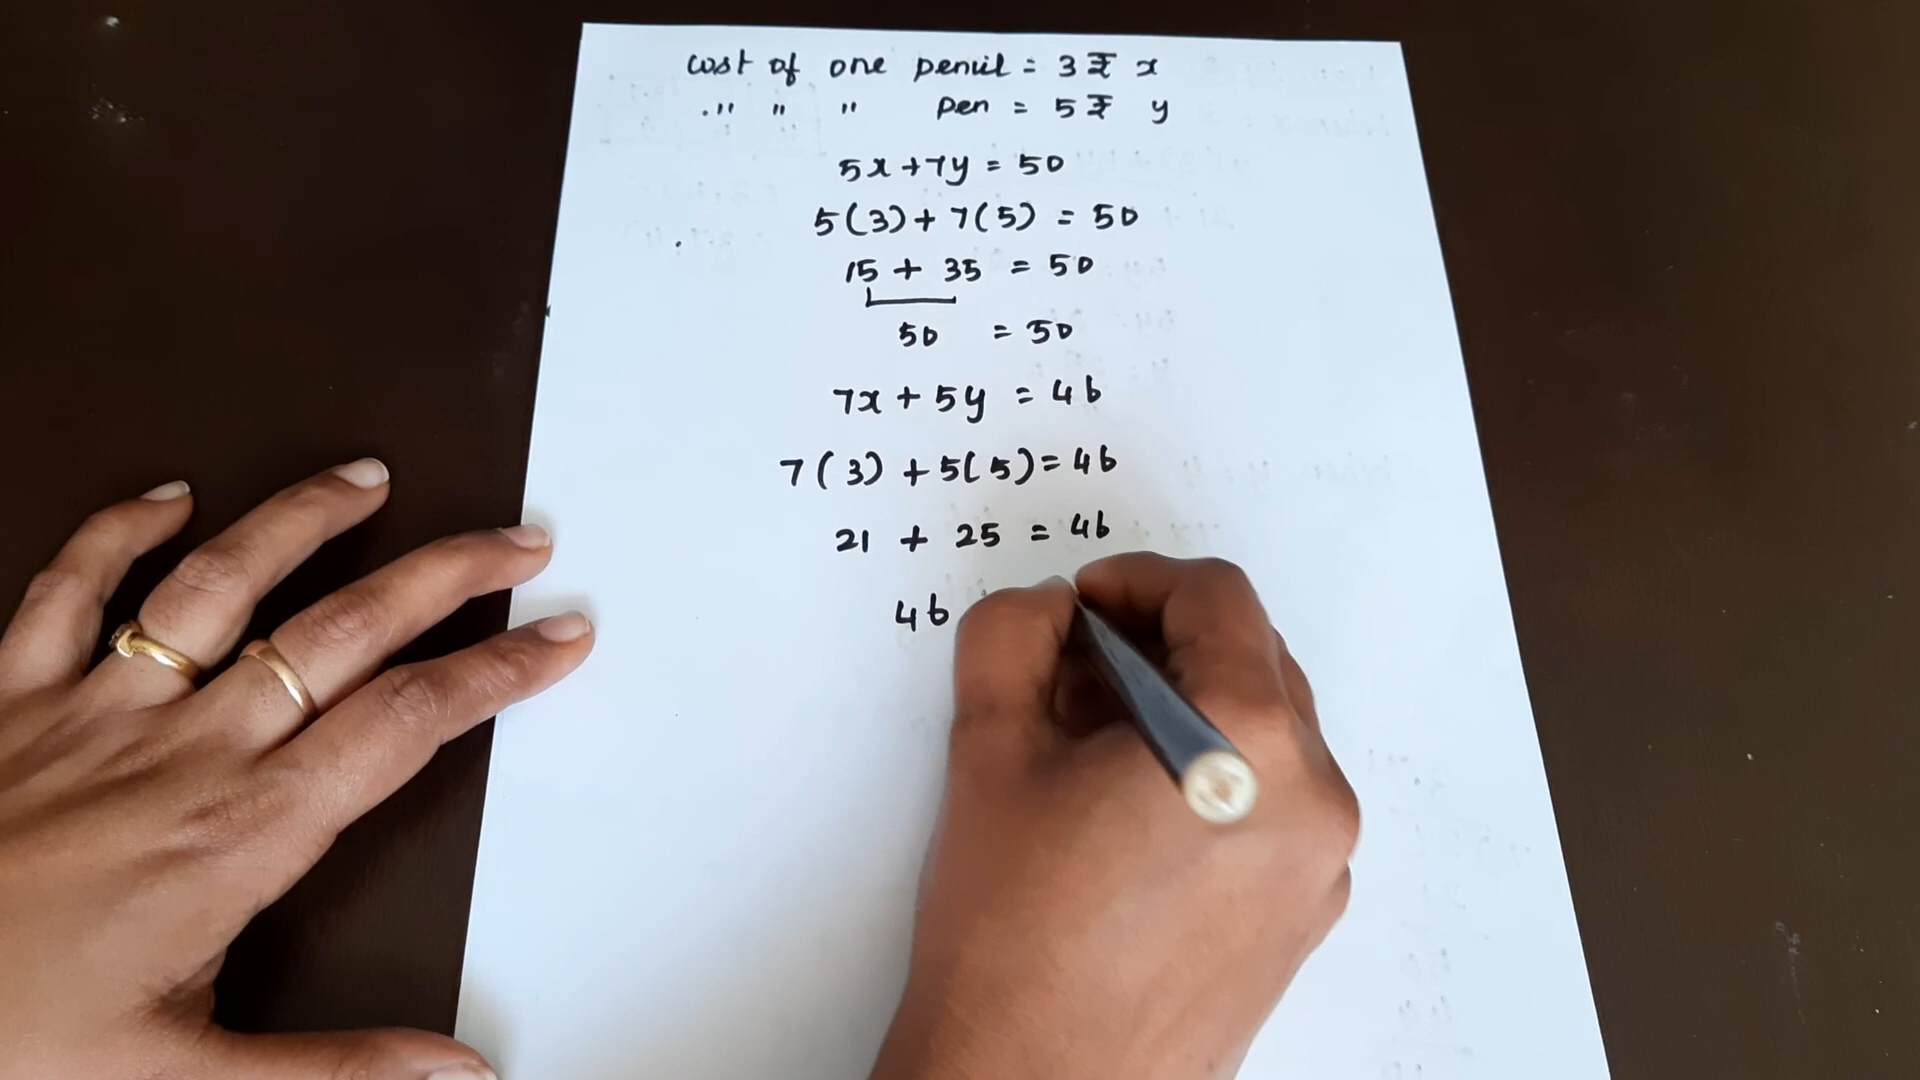 cost of one pencil = 3 ₹ x
." " " pen = 5 ₹ y
5x + 7y = 50
5(3) + 7(5) = 50
15 + 35 = 50
50 = 50
7x + 5y = 46
7(3) + 5(5) = 46
21 + 25 = 46
46